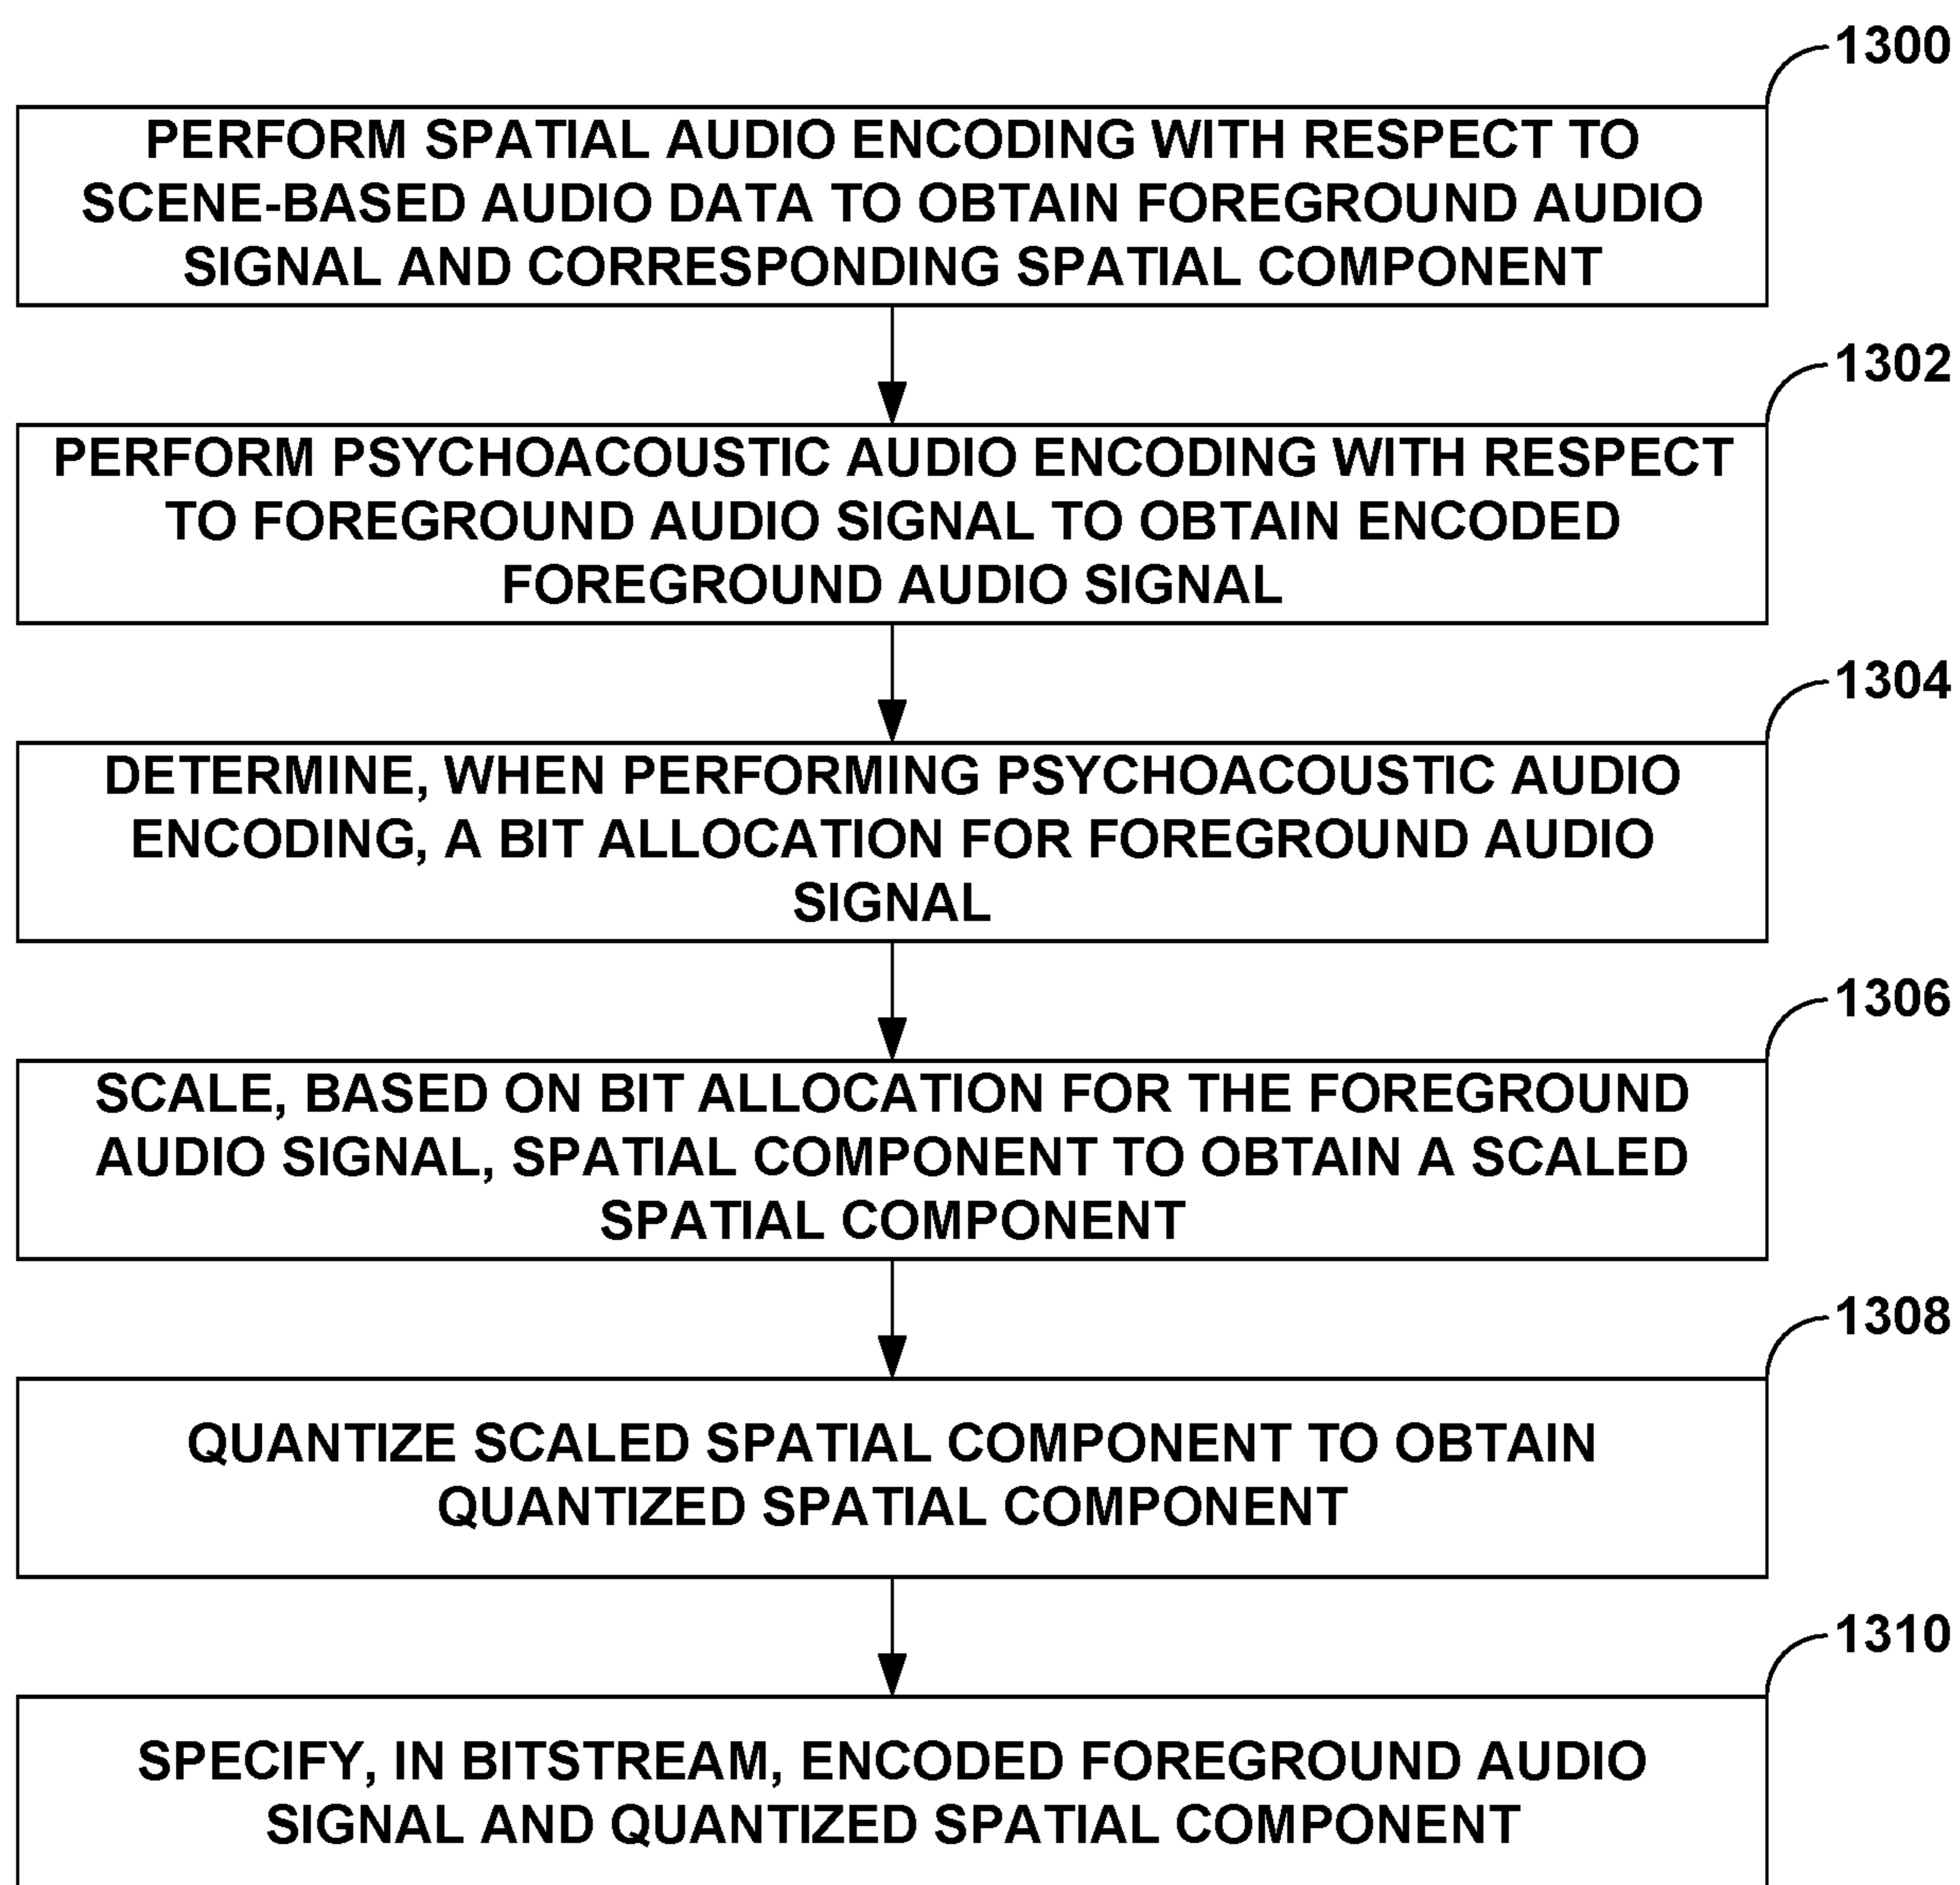 1300
PERFORM SPATIAL AUDIO ENCODING WITH RESPECT TO
SCENE-BASED AUDIO DATA TO OBTAIN FOREGROUND AUDIO
SIGNAL AND CORRESPONDING SPATIAL COMPONENT
1302
PERFORM PSYCHOACOUSTIC AUDIO ENCODING WITH RESPECT
TO FOREGROUND AUDIO SIGNAL TO OBTAIN ENCODED
FOREGROUND AUDIO SIGNAL
1304
DETERMINE, WHEN PERFORMING PSYCHOACOUSTIC AUDIO
ENCODING, A BIT ALLOCATION FOR FOREGROUND AUDIO
SIGNAL
1306
SCALE, BASED ON BIT ALLOCATION FOR THE FOREGROUND
AUDIO SIGNAL, SPATIAL COMPONENT TO OBTAIN A SCALED
SPATIAL COMPONENT
1308
QUANTIZE SCALED SPATIAL COMPONENT TO OBTAIN
QUANTIZED SPATIAL COMPONENT
1310
SPECIFY, IN BITSTREAM, ENCODED FOREGROUND AUDIO
SIGNAL AND QUANTIZED SPATIAL COMPONENT